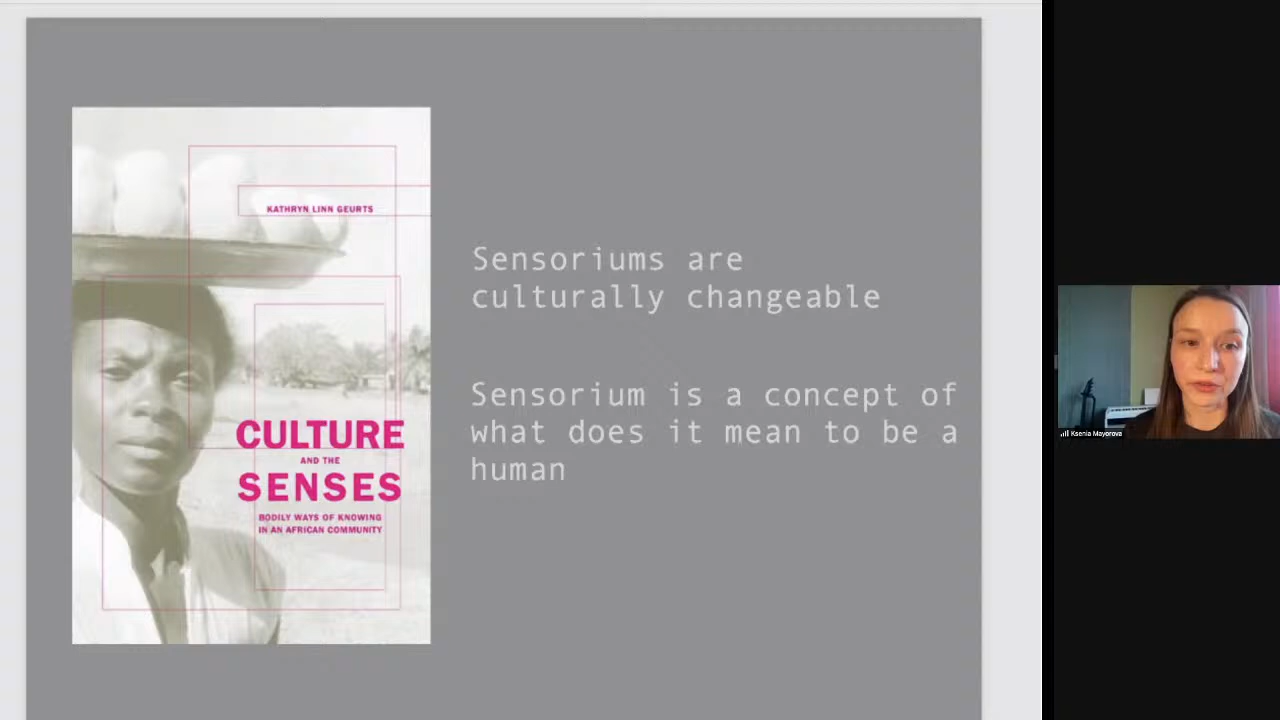 KATHRYN LINN GEURTS
CULTURE
AND THE
SENSES
BODILY WAYS OF KNOWING
IN AN AFRICAN COMMUNITY
Sensoriums are
culturally changeable
Sensorium is a concept of
what does it mean to be a
human
Ksenia Mayorova